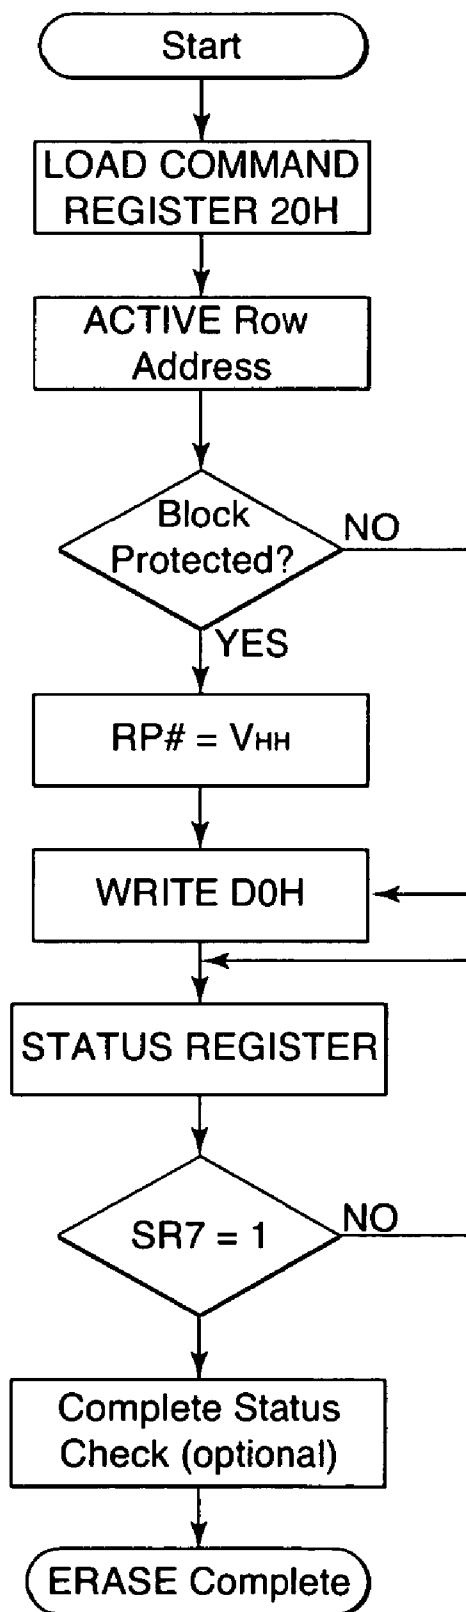 Start
LOAD COMMAND
REGISTER 20H
ACTIVE Row
Address
Block
Protected?
NO
YES
RP# = VHH
WRITE D0H
STATUS REGISTER
SR7 = 1
NO
Complete Status
Check (optional)
ERASE Complete